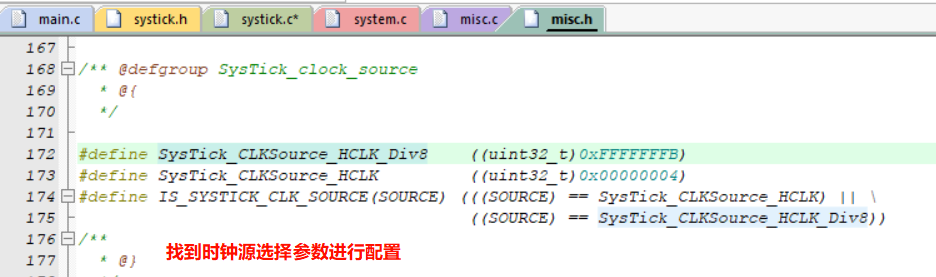 main.c systick.h systick.c* system.c misc.c misc.h
167
168 /** @defgroup SysTick_clock_source
169 * @{
170 */
171
172 #define SysTick_CLKSource_HCLK_Div8 ((uint32_t)0xFFFFFFFB)
173 #define SysTick_CLKSource_HCLK ((uint32_t)0x00000004)
174 #define IS_SYSTICK_CLK_SOURCE(SOURCE) (((SOURCE) == SysTick_CLKSource_HCLK) || \
175 ((SOURCE) == SysTick_CLKSource_HCLK_Div8))
176 /**
177 * @}
找到时钟源选择参数进行配置